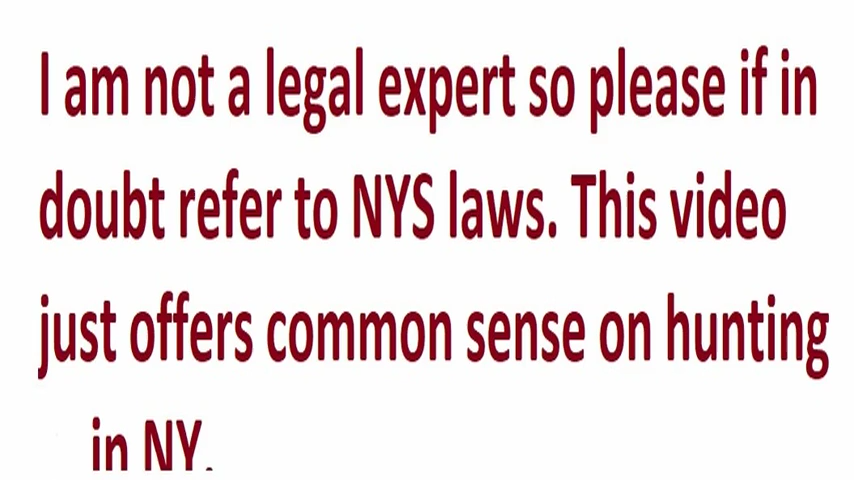 I am not a legal expert so please if in
doubt refer to NYS laws. This video
just offers common sense on hunting
in NY.